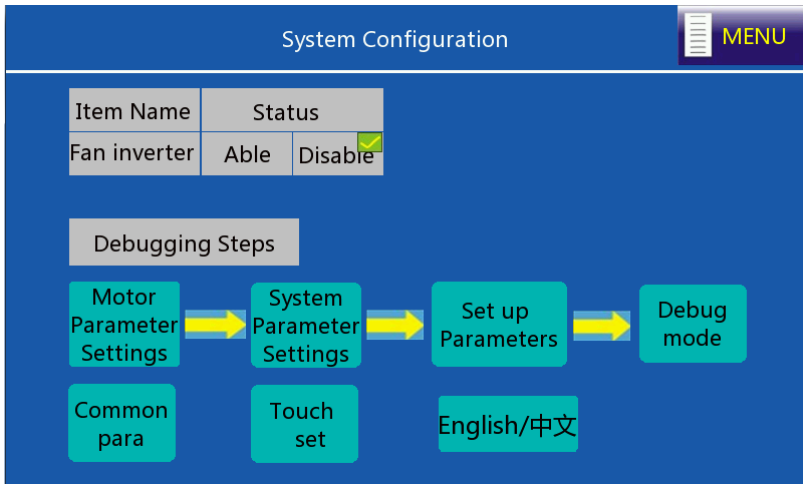 System Configuration
MENU
Item Name Status
Fan inverter Able Disable
Debugging Steps
Motor
Parameter
Settings
System
Parameter
Settings
Set up
Parameters
Debug
mode
Common
para
Touch
set
English/中文